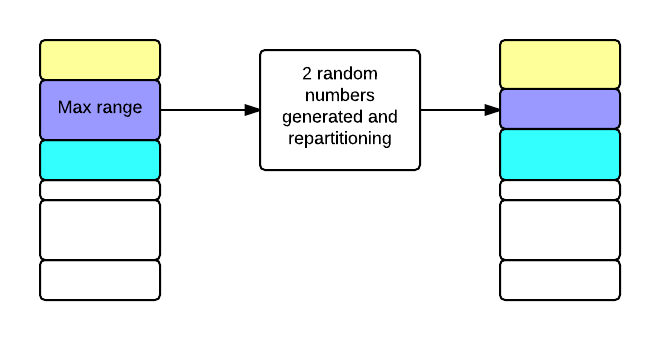 Max range
2 random
numbers
generated and
repartitioning